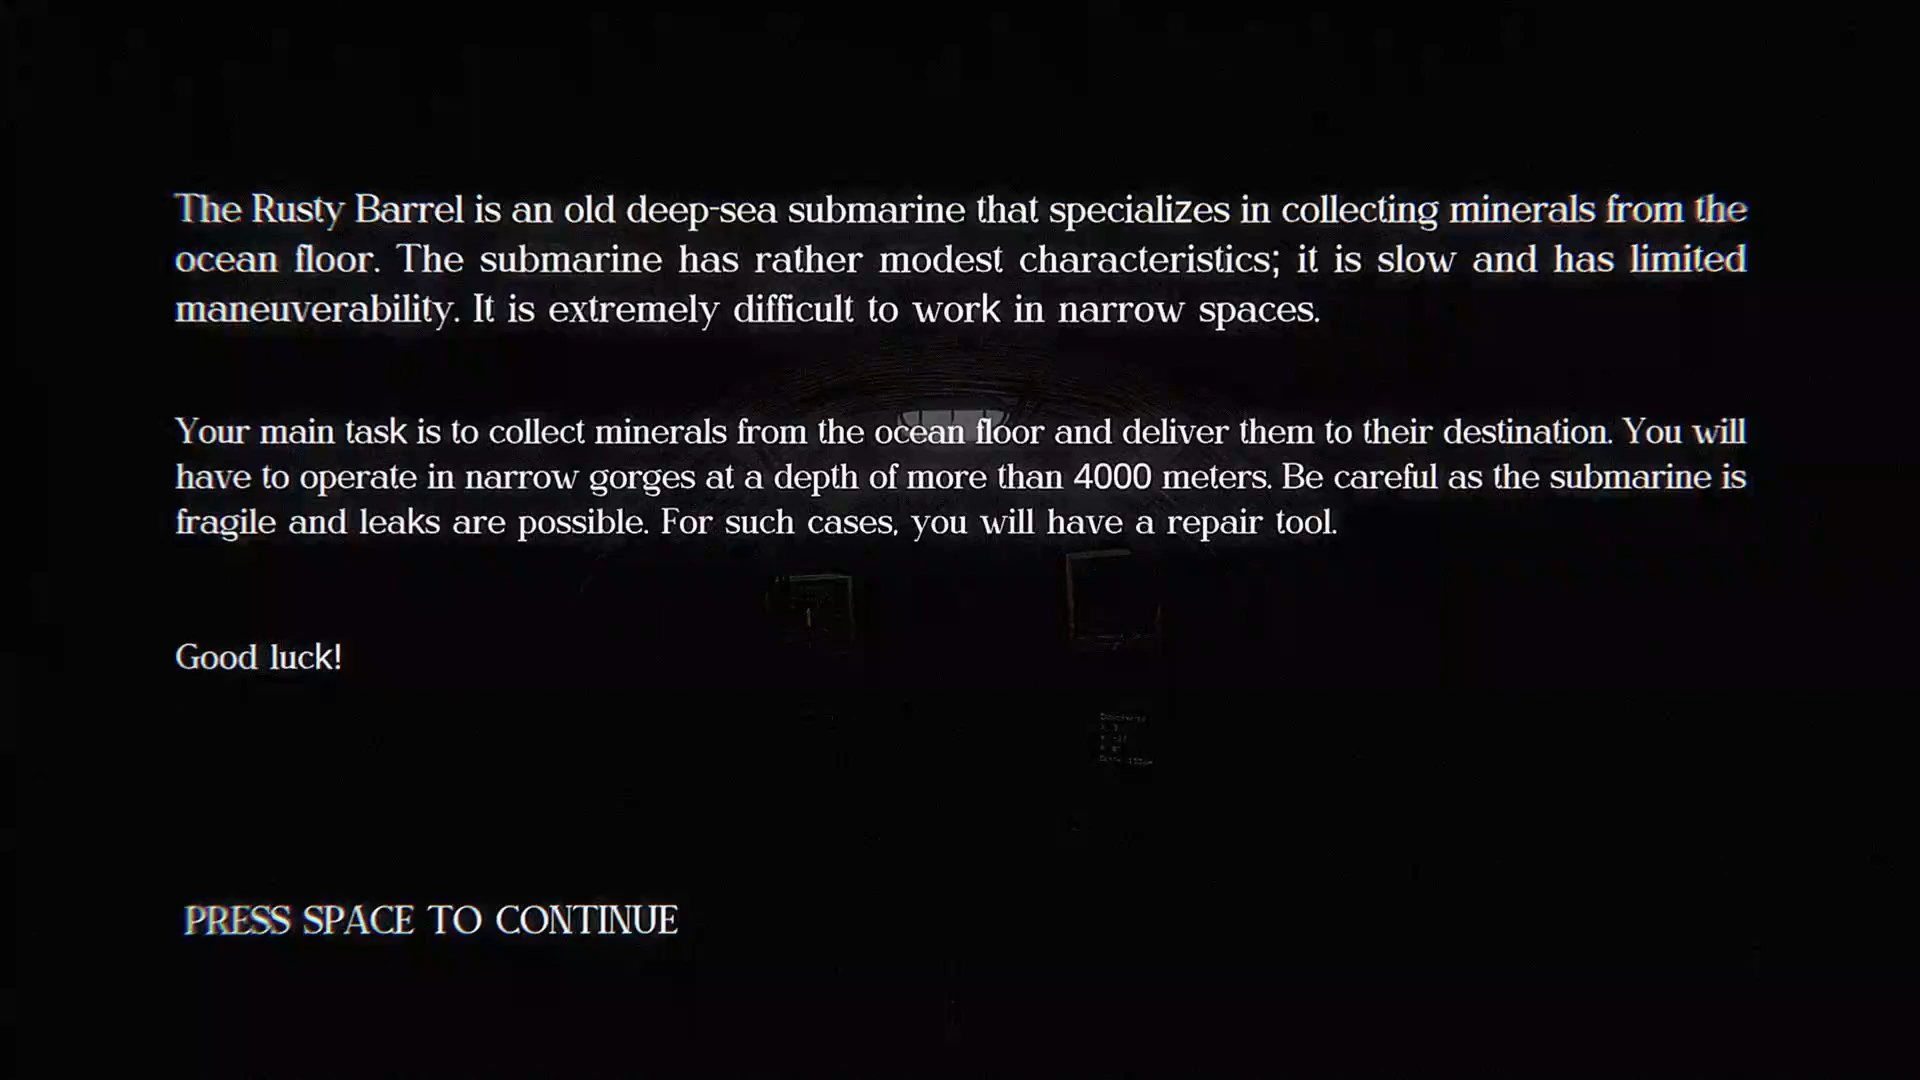 The Rusty Barrel is an old deep-sea submarine that specializes in collecting minerals from the
ocean floor. The submarine has rather modest characteristics; it is slow and has limited
maneuverability. It is extremely difficult to work in narrow spaces.
Your main task is to collect minerals from the ocean floor and deliver them to their destination. You will
have to operate in narrow gorges at a depth of more than 4000 meters. Be careful as the submarine is
fragile and leaks are possible. For such cases, you will have a repair tool.
Good luck!
PRESS SPACE TO CONTINUE